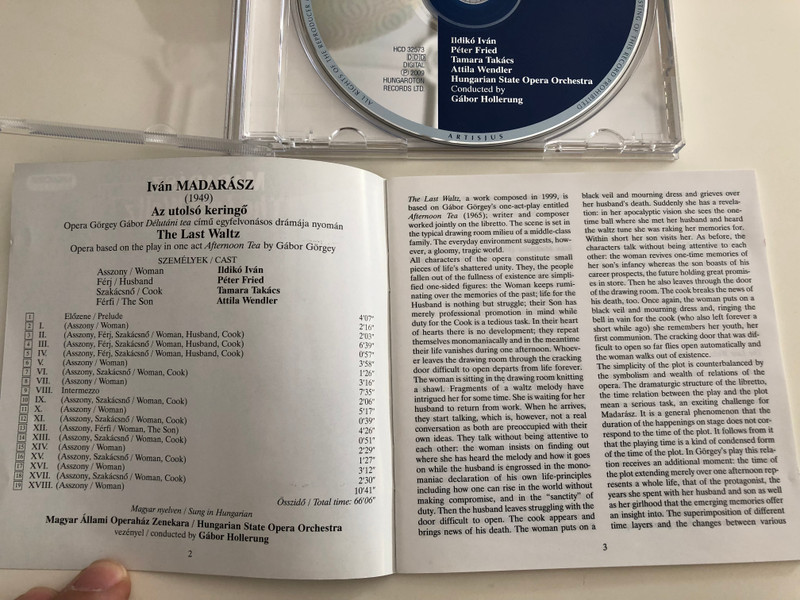 Ildikó Iván
Péter Fried
Tamara Takács
Attila Wendler
Hungarian State Opera Orchestra
Conducted by
Gábor Hollerung
HCD 32573
DDD
DIGITAL
Ⓟ 2009
HUNGAROTON
RECORDS LTD
ALL RIGHTS OF THE REPRODUCER
OF THIS RECORD PROHIBITED
ARTISIUS
Iván MADARÁSZ
(1949)
Az utolsó keringő
Opera Görgey Gábor Délutáni tea című egyfelvonásos drámája nyomán
The Last Waltz
Opera based on the play in one act Afternoon Tea by Gábor Görgey
SZEMÉLYEK / CAST
Asszony / Woman Ildikó Iván
Férj / Husband Péter Fried
Szakácsnő / Cook Tamara Takács
Férfi / The Son Attila Wendler
1 Előzene / Prelude 4'07"
2 I. (Asszony / Woman) 2'16"
3 II. (Asszony, Férj, Szakácsnő / Woman, Husband, Cook) 2'03"
4 III. (Asszony, Férj, Szakácsnő / Woman, Husband, Cook) 6'39"
5 IV. (Asszony, Férj, Szakácsnő / Woman, Husband, Cook) 0'57"
6 V. (Asszony / Woman) 3'58"
7 VI. (Asszony, Szakácsnő / Woman, Cook) 1'26"
8 VII. (Asszony / Woman) 3'16"
9 VIII. Intermezzo 7'35"
10 IX. (Asszony, Szakácsnő / Woman, Cook) 2'06"
11 X. (Asszony / Woman) 5'17"
12 XI. (Asszony, Szakácsnő / Woman, Cook) 0'39"
13 XII. (Asszony, Férfi / Woman, The Son) 4'26"
14 XIII. (Asszony, Szakácsnő / Woman, Cook) 0'51"
15 XIV. (Asszony / Woman) 2'29"
16 XV. (Asszony, Szakácsnő / Woman, Cook) 1'27"
17 XVI. (Asszony / Woman) 3'12"
18 XVII. (Asszony, Szakácsnő / Woman, Cook) 2'30"
19 XVIII. (Asszony / Woman) 10'41"
Összidő / Total time: 66'06"
Magyar nyelven / Sung in Hungarian
Magyar Állami Operaház Zenekara / Hungarian State Opera Orchestra
vezényel / conducted by Gábor Hollerung
2
The Last Waltz, a work composed in 1999, is
based on Gábor Görgey's one-act-play entitled
Afternoon Tea (1965); writer and composer
worked jointly on the libretto. The scene is set in
the typical drawing room milieu of a middle-class
family. The everyday environment suggests, how-
ever, a gloomy, tragic world.
All characters of the opera constitute small
pieces of life's shattered unity. They, the people
fallen out of the fullness of existence are simpli-
fied one-sided figures: the Woman keeps rumi-
nating over the memories of the past; life for the
Husband is nothing but struggle; their Son has
merely professional promotion in mind while
duty for the Cook is a tedious task. In their heart
of hearts there is no development; they repeat
themselves monomaniacally and in the meantime
their life vanishes during one afternoon. Whoev-
er leaves the drawing room through the cracking
door difficult to open departs from life forever.
The woman is sitting in the drawing room knitting
a shawl. Fragments of a waltz melody have
intrigued her for some time. She is waiting for her
husband to return from work. When he arrives,
they start talking, which is, however, not a real
conversation as both are preoccupied with their
own ideas. They talk without being attentive to
each other: the woman insists on finding out
where she has heard the melody and how it goes
on while the husband is engrossed in the mono-
maniac declaration of his own life-principles
including how one can rise in the world without
making compromise, and in the “sanctity” of
duty. Then the husband leaves struggling with the
door difficult to open. The cook appears and
brings news of his death. The woman puts on a
black veil and mourning dress and grieves over
her husband's death. Suddenly she has a revela-
tion: in her apocalyptic vision she sees the one-
time ball where she met her husband and heard
the waltz tune she was raking her memories for.
Within short her son visits her. As before, the
characters talk without being attentive to each
other: the woman revives one-time memories of
her son's infancy whereas the son boasts of his
career prospects, the future holding great promis-
es in store. Then he also leaves through the door
of the drawing room. The cook breaks the news of
his death, too. Once again, the woman puts on a
black veil and mourning dress and, ringing the
bell in vain for the cook (who also left forever a
short while ago) she remembers her youth, her
first communion. The cracking door that was dif-
ficult to open so far flies open automatically and
the woman walks out of existence.
The simplicity of the plot is counterbalanced by
the symbolism and wealth of relations of the
opera. The dramaturgic structure of the libretto,
the time relation between the play and the plot
mean a serious task, an exciting challenge for
Madarász. It is a general phenomenon that the
duration of the happenings on stage does not cor-
respond to the time of the plot. It follows from it
that the playing time is a kind of condensed form
of the time of the plot. In Görgey's play this rela-
tion receives an additional moment: the time of
the plot extending merely over one afternoon rep-
resents a whole life, that of the protagonist, the
years she spent with her husband and son as well
as her girlhood that the emerging memories offer
an insight into. The superimposition of different
time layers and the changes between various
3